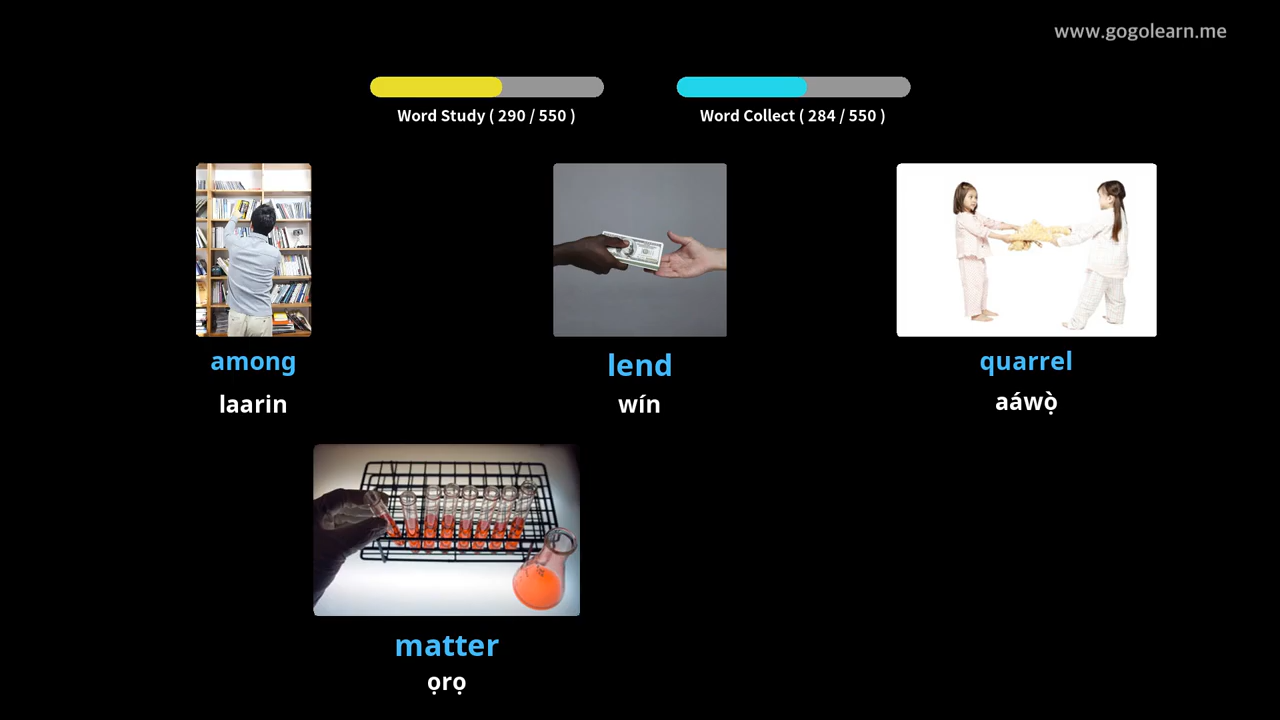 www.gogolearn.me
Word Study ( 290 / 550 )
Word Collect ( 284 / 550 )
among
lend
quarrel
laarin
wín
aáwọ̀
matter
ọrọ